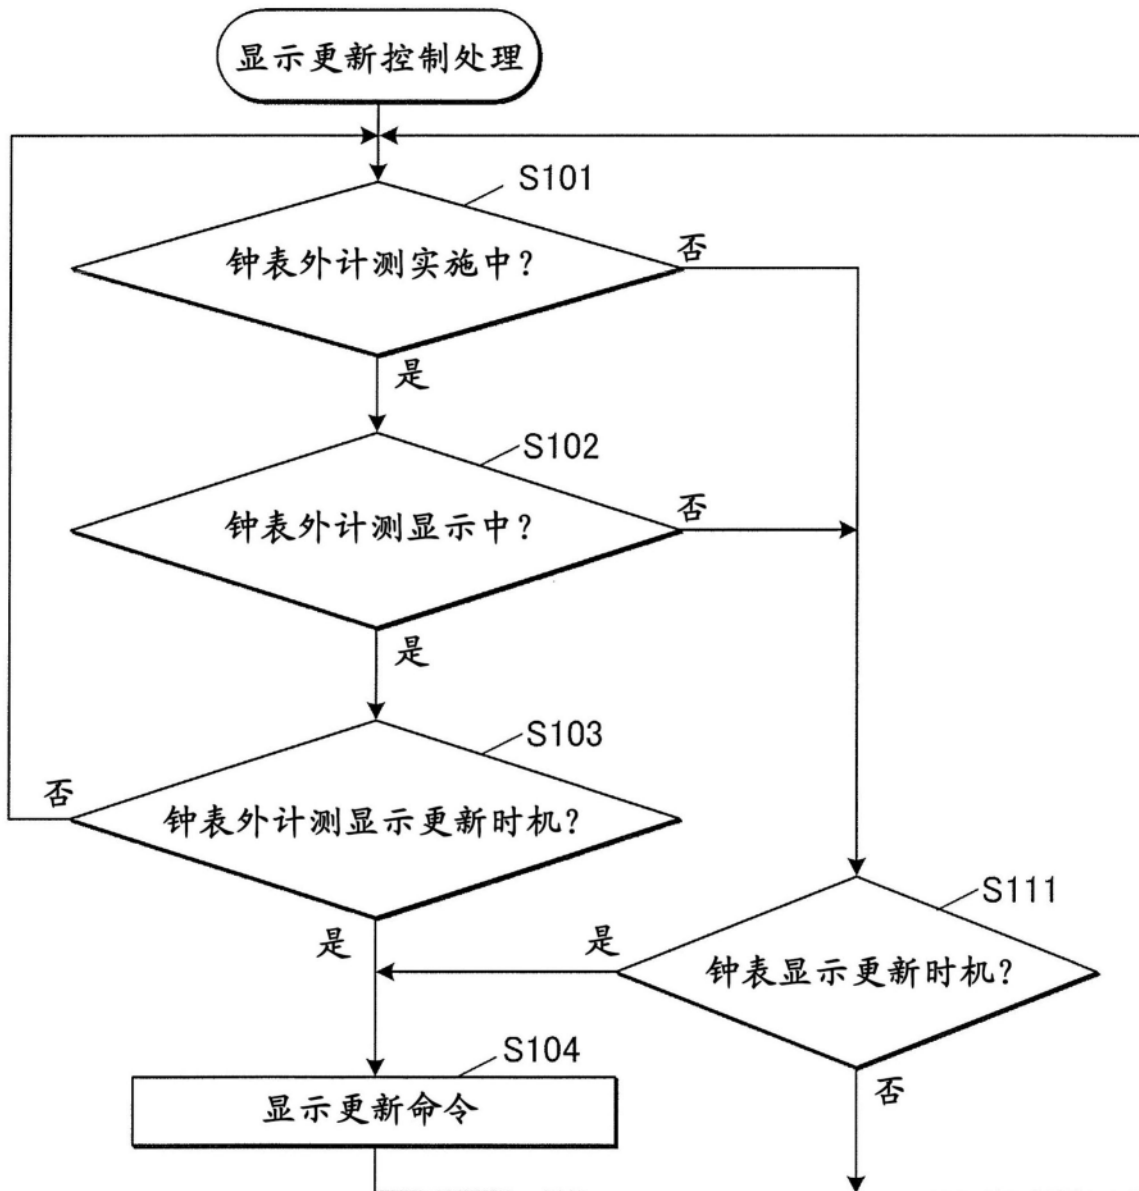 显示更新控制处理
S101
钟表外计测实施中?
否
是
S102
钟表外计测显示中?
否
是
S103
否
钟表外计测显示更新时机?
是
S111
是
钟表显示更新时机?
S104
显示更新命令
否